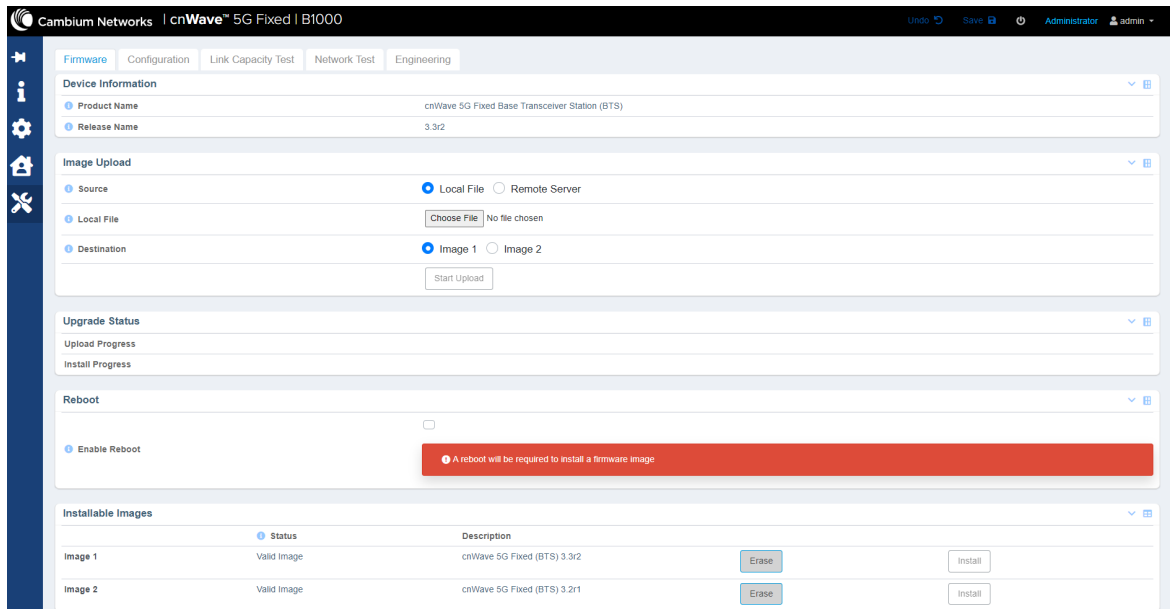 Cambium Networks | cnWave™ 5G Fixed | B1000 Undo Save Administrator admin
Firmware Configuration Link Capacity Test Network Test Engineering
Device Information
Product Name cnWave 5G Fixed Base Transceiver Station (BTS)
Release Name 3.3r2
Image Upload
Source Local File Remote Server
Local File Choose File No file chosen
Destination Image 1 Image 2
Start Upload
Upgrade Status
Upload Progress
Install Progress
Reboot
Enable Reboot
A reboot will be required to install a firmware image
Installable Images
Status Description
Image 1 Valid Image cnWave 5G Fixed (BTS) 3.3r2 Erase Install
Image 2 Valid Image cnWave 5G Fixed (BTS) 3.2r1 Erase Install